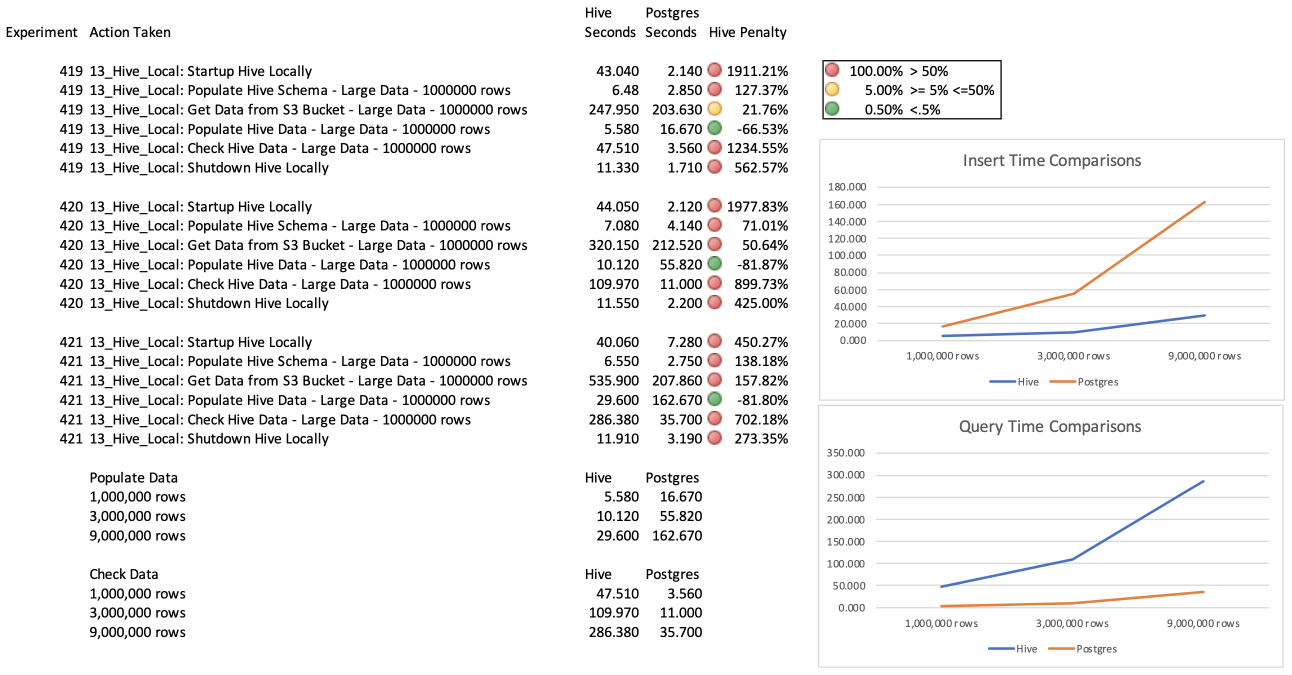 Hive Postgres
Experiment Action Taken Seconds Seconds Hive Penalty
419 13_Hive_Local: Startup Hive Locally 43.040 2.140 1911.21%
419 13_Hive_Local: Populate Hive Schema - Large Data - 1000000 rows 6.48 2.850 127.37%
419 13_Hive_Local: Get Data from S3 Bucket - Large Data - 1000000 rows 247.950 203.630 21.76%
419 13_Hive_Local: Populate Hive Data - Large Data - 1000000 rows 5.580 16.670 -66.53%
419 13_Hive_Local: Check Hive Data - Large Data - 1000000 rows 47.510 3.560 1234.55%
419 13_Hive_Local: Shutdown Hive Locally 11.330 1.710 562.57%
420 13_Hive_Local: Startup Hive Locally 44.050 2.120 1977.83%
420 13_Hive_Local: Populate Hive Schema - Large Data - 1000000 rows 7.080 4.140 71.01%
420 13_Hive_Local: Get Data from S3 Bucket - Large Data - 1000000 rows 320.150 212.520 50.64%
420 13_Hive_Local: Populate Hive Data - Large Data - 1000000 rows 10.120 55.820 -81.87%
420 13_Hive_Local: Check Hive Data - Large Data - 1000000 rows 109.970 11.000 899.73%
420 13_Hive_Local: Shutdown Hive Locally 11.550 2.200 425.00%
421 13_Hive_Local: Startup Hive Locally 40.060 7.280 450.27%
421 13_Hive_Local: Populate Hive Schema - Large Data - 1000000 rows 6.550 2.750 138.18%
421 13_Hive_Local: Get Data from S3 Bucket - Large Data - 1000000 rows 535.900 207.860 157.82%
421 13_Hive_Local: Populate Hive Data - Large Data - 1000000 rows 29.600 162.670 -81.80%
421 13_Hive_Local: Check Hive Data - Large Data - 1000000 rows 286.380 35.700 702.18%
421 13_Hive_Local: Shutdown Hive Locally 11.910 3.190 273.35%
Populate Data Hive Postgres
1,000,000 rows 5.580 16.670
3,000,000 rows 10.120 55.820
9,000,000 rows 29.600 162.670
Check Data Hive Postgres
1,000,000 rows 47.510 3.560
3,000,000 rows 109.970 11.000
9,000,000 rows 286.380 35.700
100.00% > 50%
5.00% >= 5% <=50%
0.50% <.5%
Insert Time Comparisons
180.000
160.000
140.000
120.000
100.000
80.000
60.000
40.000
20.000
0.000
1,000,000 rows 3,000,000 rows 9,000,000 rows
Hive Postgres
Query Time Comparisons
350.000
300.000
250.000
200.000
150.000
100.000
50.000
0.000
1,000,000 rows 3,000,000 rows 9,000,000 rows
Hive Postgres